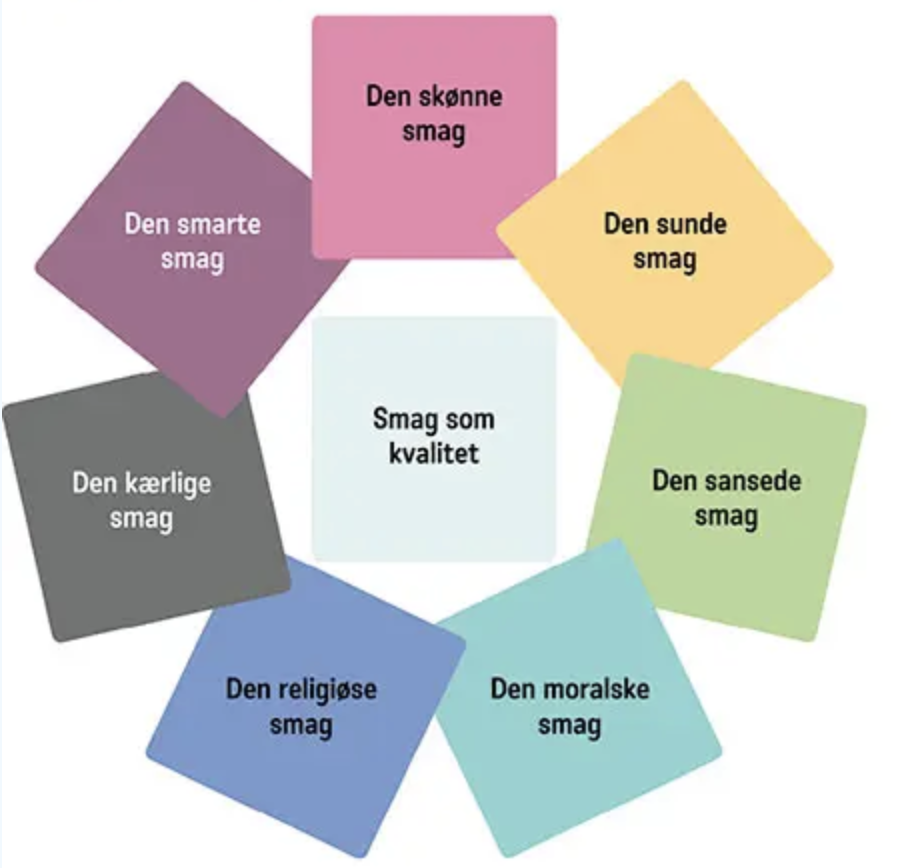 Den skønne
smag
Den sunde
smag
Den sansede
smag
Den moralske
smag
Den religiøse
smag
Den kærlige
smag
Den smarte
smag
Smag som
kvalitet